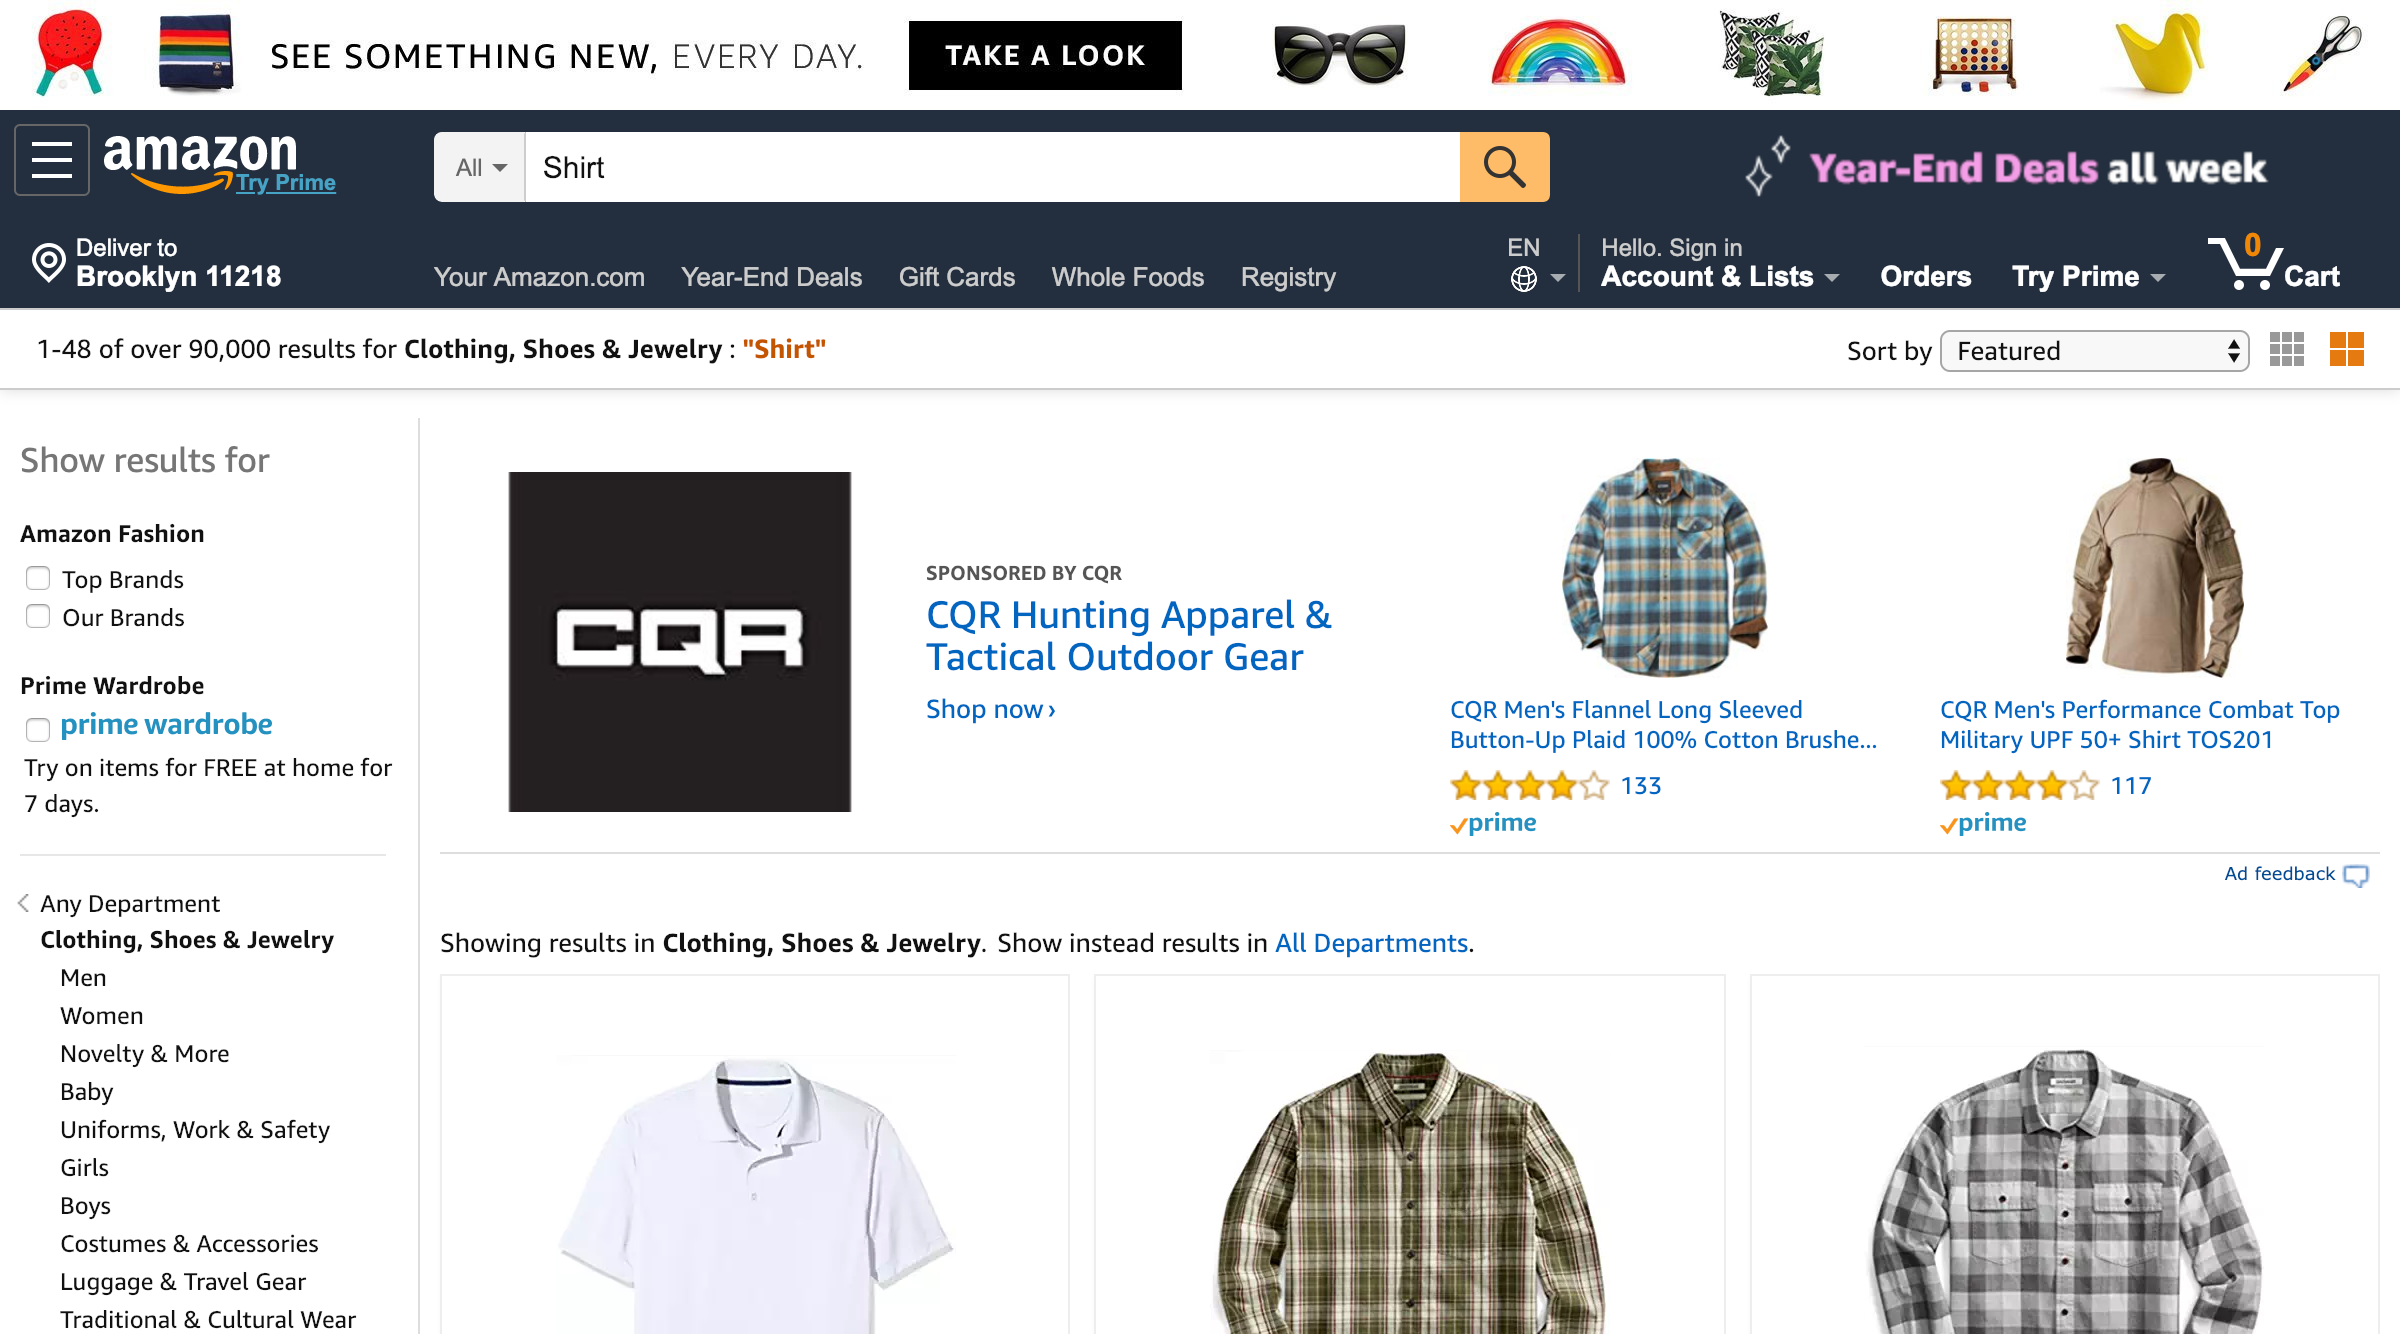 SEE SOMETHING NEW, EVERY DAY.
TAKE A LOOK
amazon
Try Prime
All
Shirt
Year-End Deals all week
Deliver to
Brooklyn 11218
Your Amazon.com
Year-End Deals
Gift Cards
Whole Foods
Registry
EN
Hello. Sign in
Account & Lists
Orders
Try Prime
0
Cart
1-48 of over 90,000 results for Clothing, Shoes & Jewelry : "Shirt"
Sort by
Featured
Show results for
Amazon Fashion
Top Brands
Our Brands
Prime Wardrobe
prime wardrobe
Try on items for FREE at home for
7 days.
Any Department
Clothing, Shoes & Jewelry
Men
Women
Novelty & More
Baby
Uniforms, Work & Safety
Girls
Boys
Costumes & Accessories
Luggage & Travel Gear
Traditional & Cultural Wear
CQR
SPONSORED BY CQR
CQR Hunting Apparel &
Tactical Outdoor Gear
Shop now ›
CQR Men's Flannel Long Sleeved
Button-Up Plaid 100% Cotton Brushe...
133
prime
CQR Men's Performance Combat Top
Military UPF 50+ Shirt TOS201
117
prime
Ad feedback
Showing results in Clothing, Shoes & Jewelry. Show instead results in All Departments.